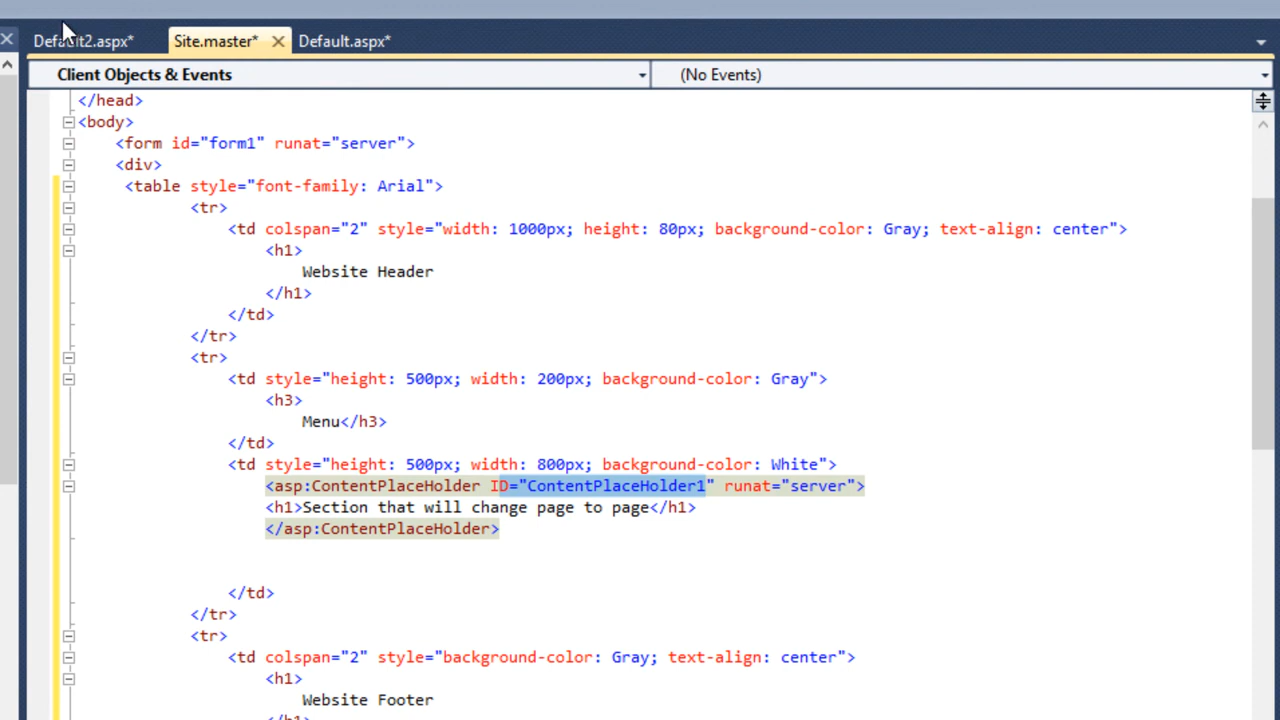 Default2.aspx* Site.master* Default.aspx*
Client Objects & Events (No Events)
</head>
<body>
<form id="form1" runat="server">
<div>
<table style="font-family: Arial">
<tr>
<td colspan="2" style="width: 1000px; height: 80px; background-color: Gray; text-align: center">
<h1>
Website Header
</h1>
</td>
</tr>
<tr>
<td style="height: 500px; width: 200px; background-color: Gray">
<h3>
Menu</h3>
</td>
<td style="height: 500px; width: 800px; background-color: White">
<asp:ContentPlaceHolder ID="ContentPlaceHolder1" runat="server">
<h1>Section that will change page to page</h1>
</asp:ContentPlaceHolder>
</td>
</tr>
<tr>
<td colspan="2" style="background-color: Gray; text-align: center">
<h1>
Website Footer
</h1>